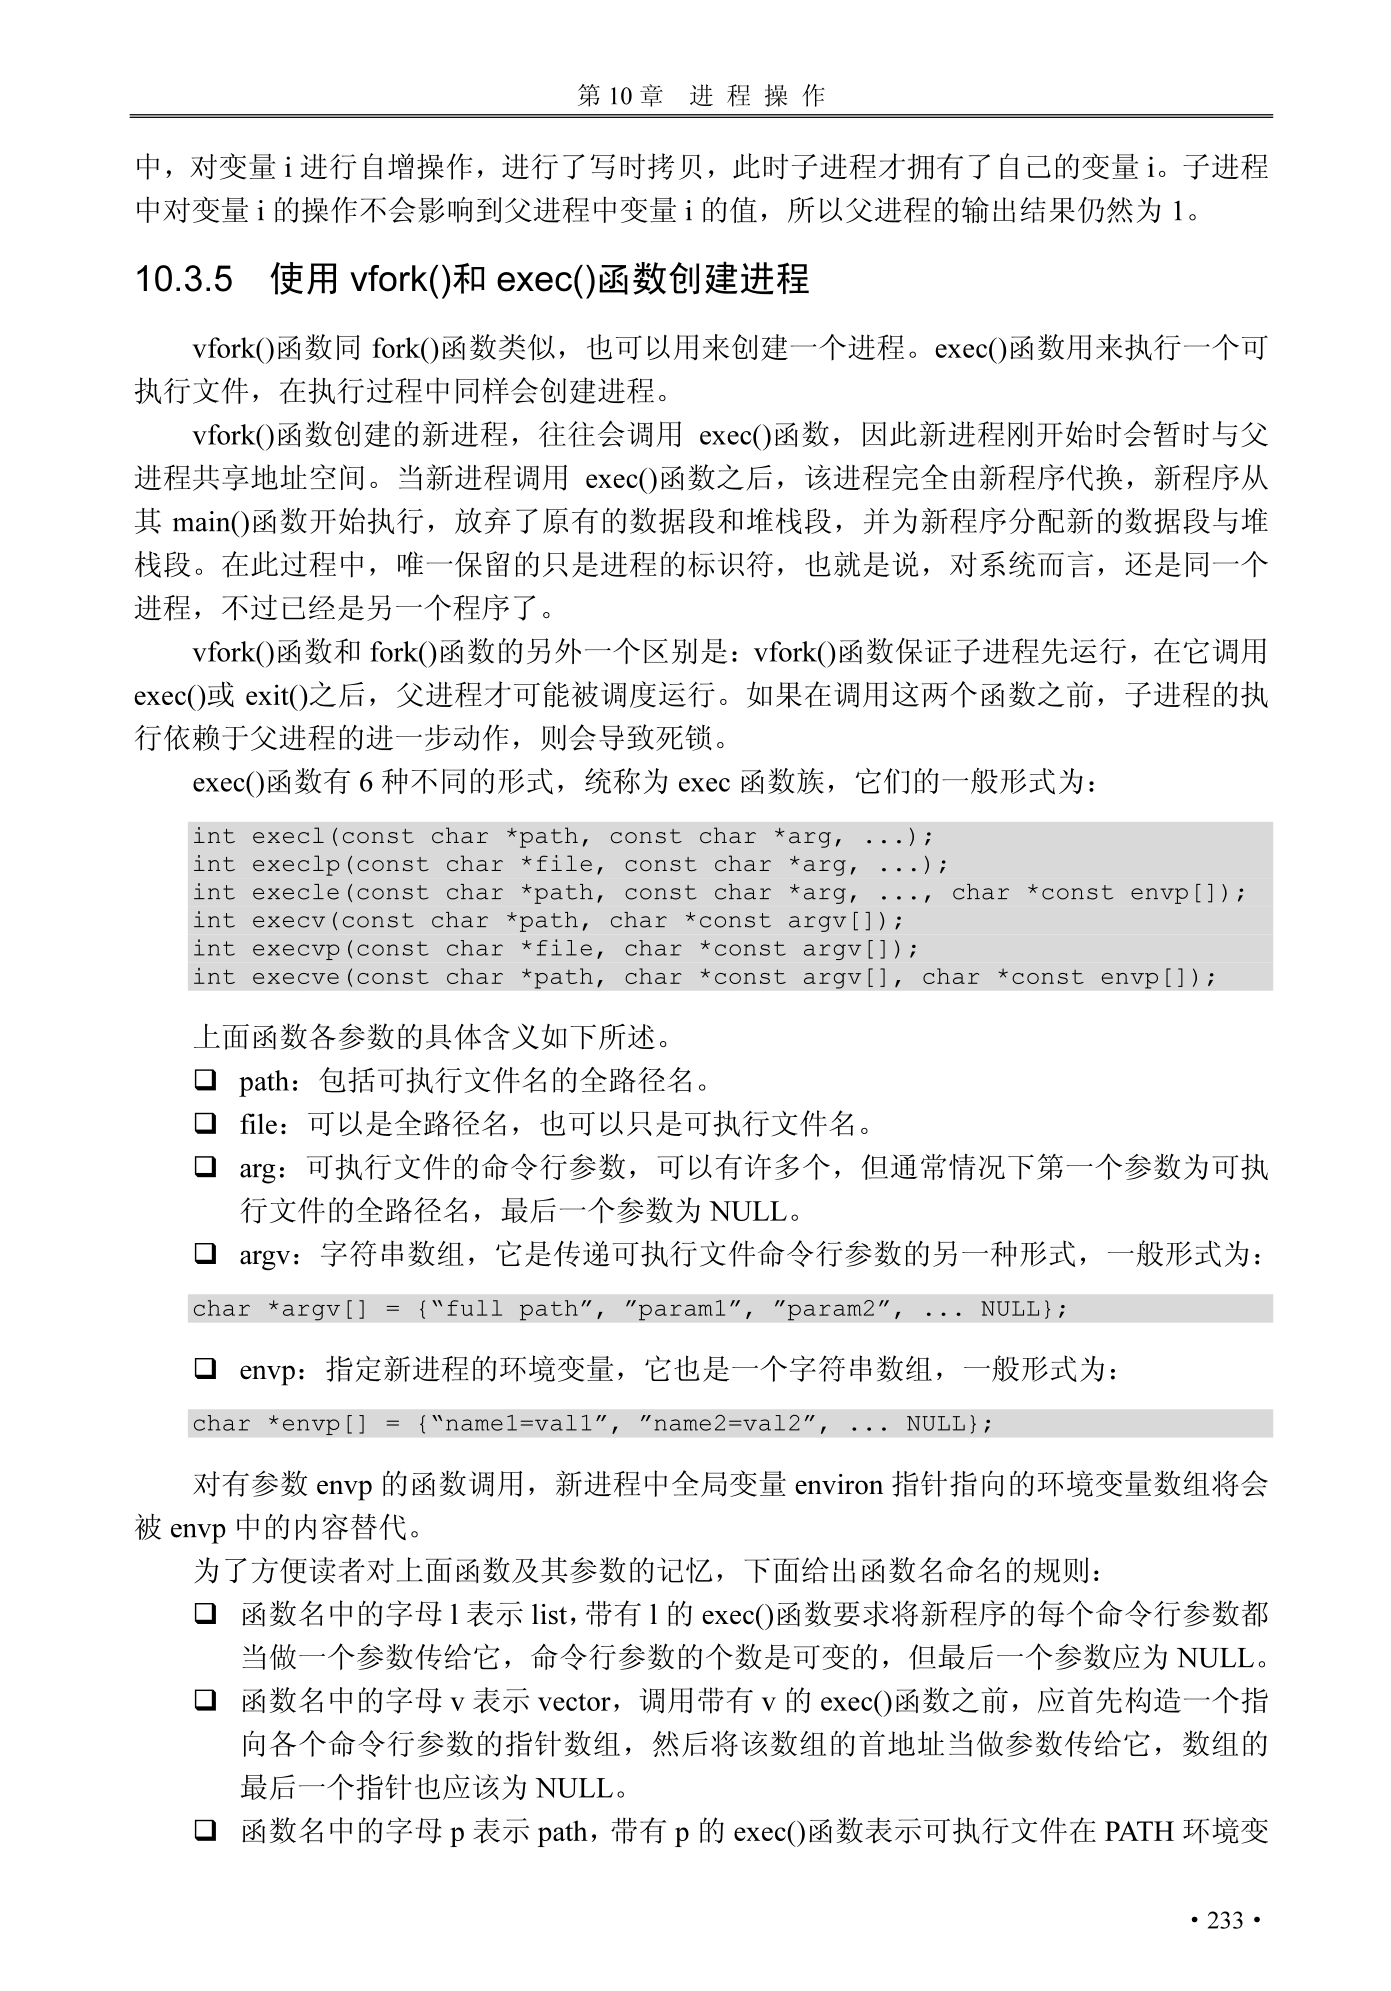 第 10 章 进 程 操 作
中，对变量 i 进行自增操作，进行了写时拷贝，此时子进程才拥有了自己的变量 i。子进程
中对变量 i 的操作不会影响到父进程中变量 i 的值，所以父进程的输出结果仍然为 1。
10.3.5 使用 vfork()和 exec()函数创建进程
vfork()函数同 fork()函数类似，也可以用来创建一个进程。exec()函数用来执行一个可
执行文件，在执行过程中同样会创建进程。
vfork()函数创建的新进程，往往会调用 exec()函数，因此新进程刚开始时会暂时与父
进程共享地址空间。当新进程调用 exec()函数之后，该进程完全由新程序代换，新程序从
其 main()函数开始执行，放弃了原有的数据段和堆栈段，并为新程序分配新的数据段与堆
栈段。在此过程中，唯一保留的只是进程的标识符，也就是说，对系统而言，还是同一个
进程，不过已经是另一个程序了。
vfork()函数和 fork()函数的另外一个区别是：vfork()函数保证子进程先运行，在它调用
exec()或 exit()之后，父进程才可能被调度运行。如果在调用这两个函数之前，子进程的执
行依赖于父进程的进一步动作，则会导致死锁。
exec()函数有 6 种不同的形式，统称为 exec 函数族，它们的一般形式为：
int execl(const char *path, const char *arg, ...);
int execlp(const char *file, const char *arg, ...);
int execle(const char *path, const char *arg, ..., char *const envp[]);
int execv(const char *path, char *const argv[]);
int execvp(const char *file, char *const argv[]);
int execve(const char *path, char *const argv[], char *const envp[]);
上面函数各参数的具体含义如下所述。
❑ path：包括可执行文件名的全路径名。
❑ file：可以是全路径名，也可以只是可执行文件名。
❑ arg：可执行文件的命令行参数，可以有许多个，但通常情况下第一个参数为可执
行文件的全路径名，最后一个参数为 NULL。
❑ argv：字符串数组，它是传递可执行文件命令行参数的另一种形式，一般形式为：
char *argv[] = {“full path”, ”param1”, ”param2”, ... NULL};
❑ envp：指定新进程的环境变量，它也是一个字符串数组，一般形式为：
char *envp[] = {“name1=val1”, ”name2=val2”, ... NULL};
对有参数 envp 的函数调用，新进程中全局变量 environ 指针指向的环境变量数组将会
被 envp 中的内容替代。
为了方便读者对上面函数及其参数的记忆，下面给出函数名命名的规则：
❑ 函数名中的字母 l 表示 list，带有 l 的 exec()函数要求将新程序的每个命令行参数都
当做一个参数传给它，命令行参数的个数是可变的，但最后一个参数应为 NULL。
❑ 函数名中的字母 v 表示 vector，调用带有 v 的 exec()函数之前，应首先构造一个指
向各个命令行参数的指针数组，然后将该数组的首地址当做参数传给它，数组的
最后一个指针也应该为 NULL。
❑ 函数名中的字母 p 表示 path，带有 p 的 exec()函数表示可执行文件在 PATH 环境变
• 233 •